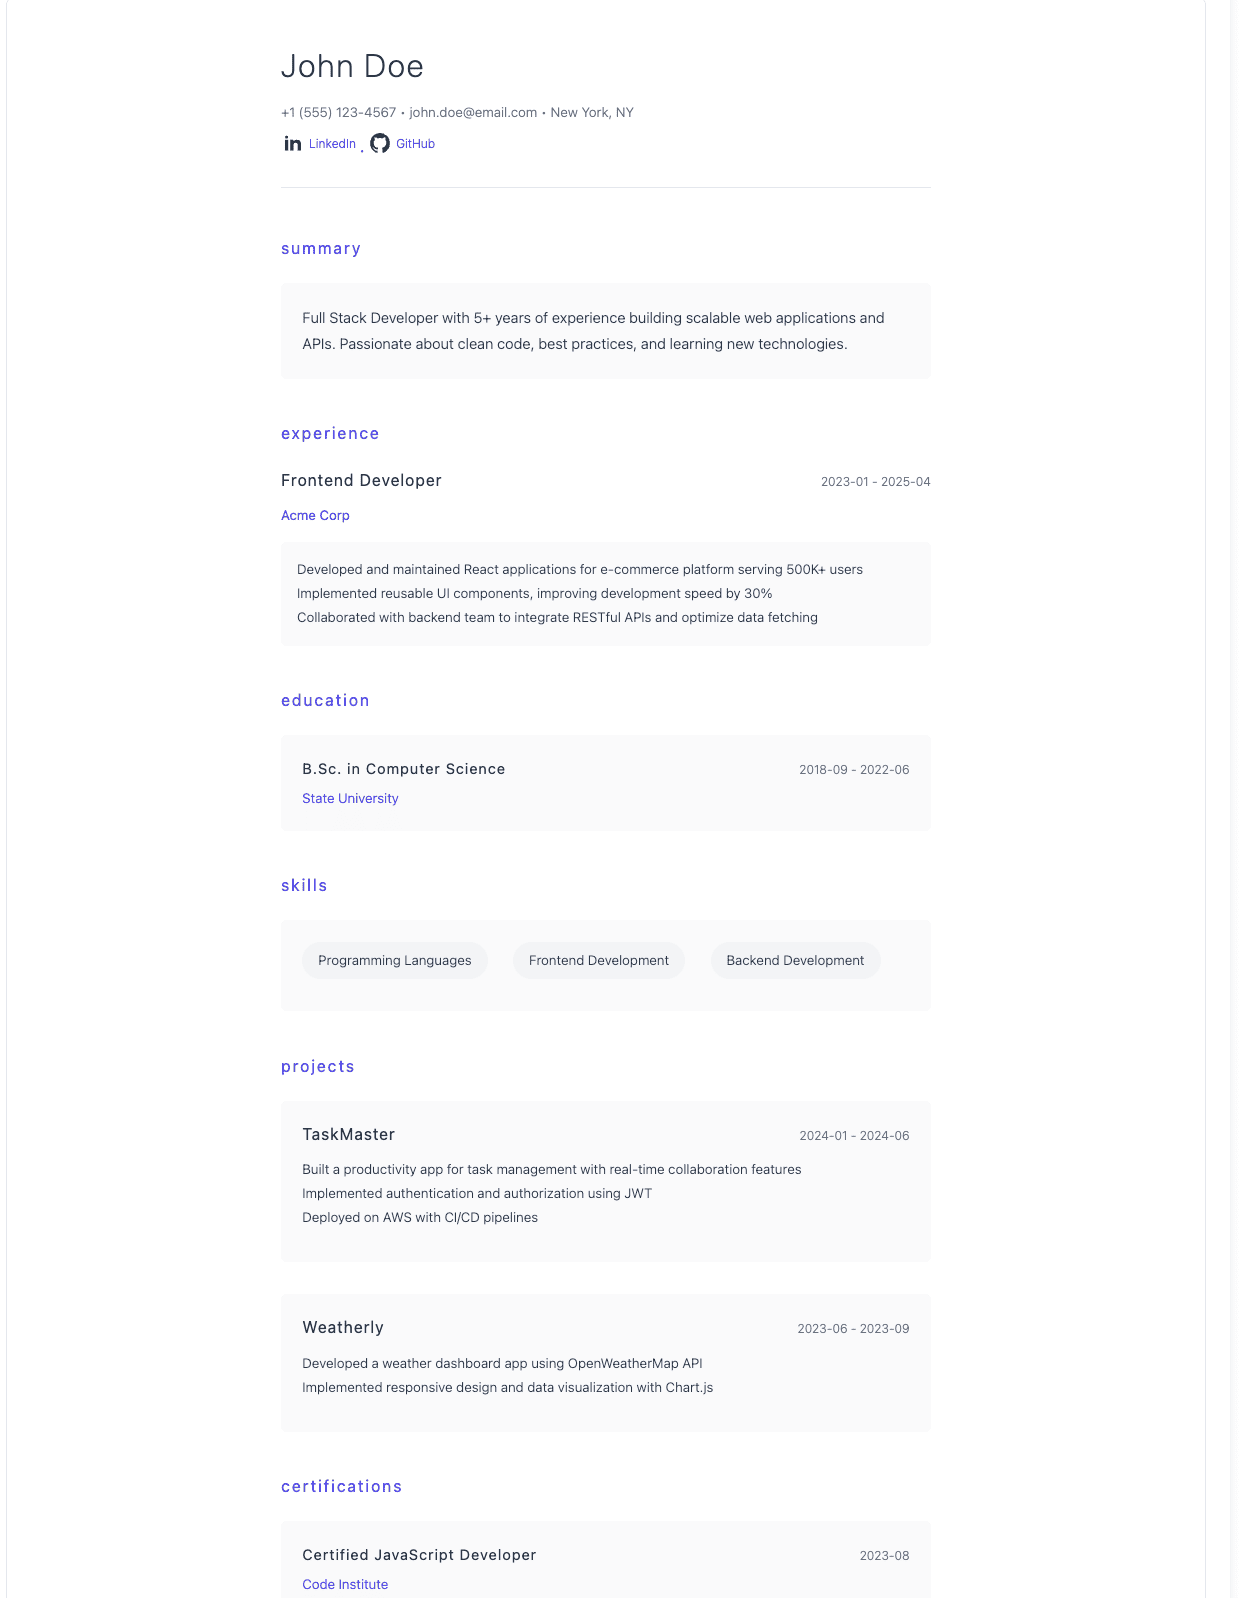 John Doe
+1 (555) 123-4567 • john.doe@email.com • New York, NY
in LinkedIn • GitHub
summary
Full Stack Developer with 5+ years of experience building scalable web applications and
APIs. Passionate about clean code, best practices, and learning new technologies.
experience
Frontend Developer 2023-01 - 2025-04
Acme Corp
Developed and maintained React applications for e-commerce platform serving 500K+ users
Implemented reusable UI components, improving development speed by 30%
Collaborated with backend team to integrate RESTful APIs and optimize data fetching
education
B.Sc. in Computer Science 2018-09 - 2022-06
State University
skills
Programming Languages Frontend Development Backend Development
projects
TaskMaster 2024-01 - 2024-06
Built a productivity app for task management with real-time collaboration features
Implemented authentication and authorization using JWT
Deployed on AWS with CI/CD pipelines
Weatherly 2023-06 - 2023-09
Developed a weather dashboard app using OpenWeatherMap API
Implemented responsive design and data visualization with Chart.js
certifications
Certified JavaScript Developer 2023-08
Code Institute